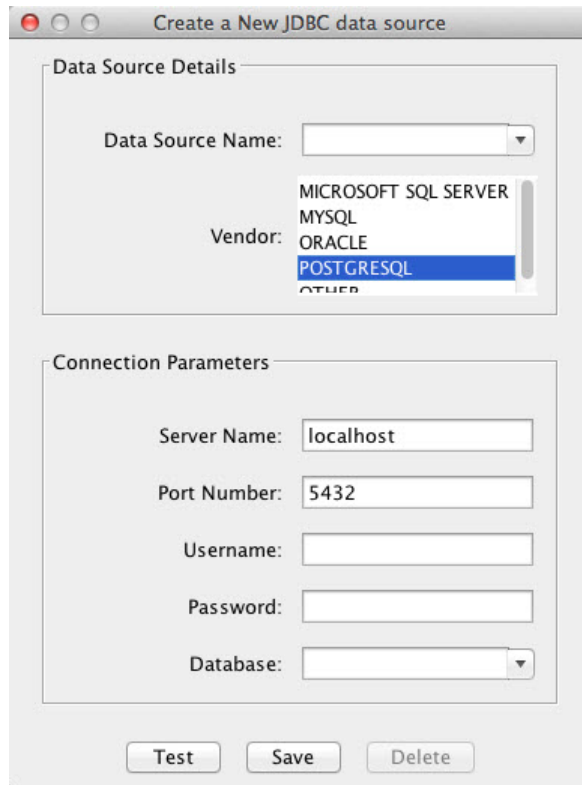 Create a New JDBC data source
Data Source Details
Data Source Name:
Vendor:
MICROSOFT SQL SERVER
MYSQL
ORACLE
POSTGRESQL
OTHER
Connection Parameters
Server Name: localhost
Port Number: 5432
Username:
Password:
Database:
Test Save Delete